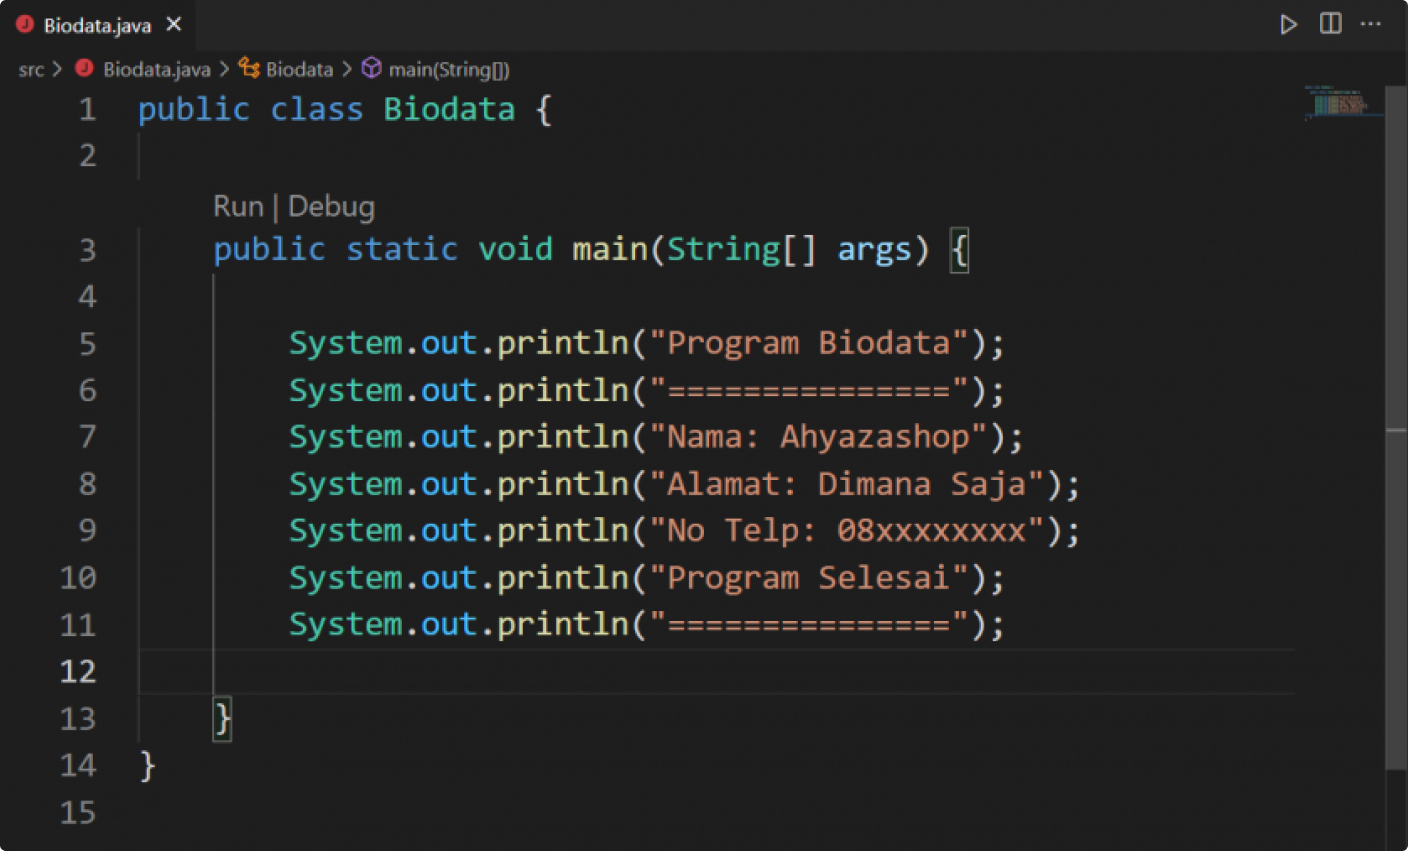 Biodata.java
src > Biodata.java > Biodata > main(String[])
1 public class Biodata {
2
Run | Debug
3 public static void main(String[] args) {
4
5 System.out.println("Program Biodata");
6 System.out.println("===============");
7 System.out.println("Nama: Ahyazashop");
8 System.out.println("Alamat: Dimana Saja");
9 System.out.println("No Telp: 08xxxxxxxx");
10 System.out.println("Program Selesai");
11 System.out.println("===============");
12
13 }
14 }
15